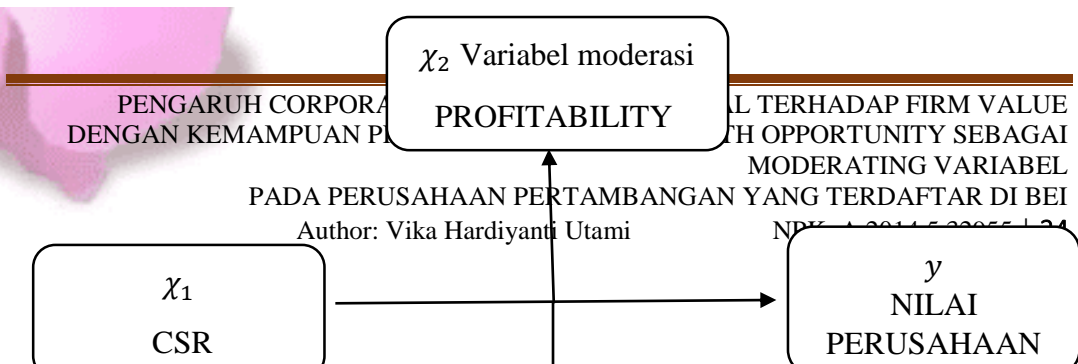 χ₂ Variabel moderasi
PROFITABILITY
PENGARUH CORPORA AL TERHADAP FIRM VALUE
DENGAN KEMAMPUAN TH OPPORTUNITY SEBAGAI
MODERATING VARIABEL
PADA PERUSAHAAN PERTAMBANGAN YANG TERDAFTAR DI BEI
Author: Vika Hardiyanti Utami
χ₁
CSR
y
NILAI
PERUSAHAAN